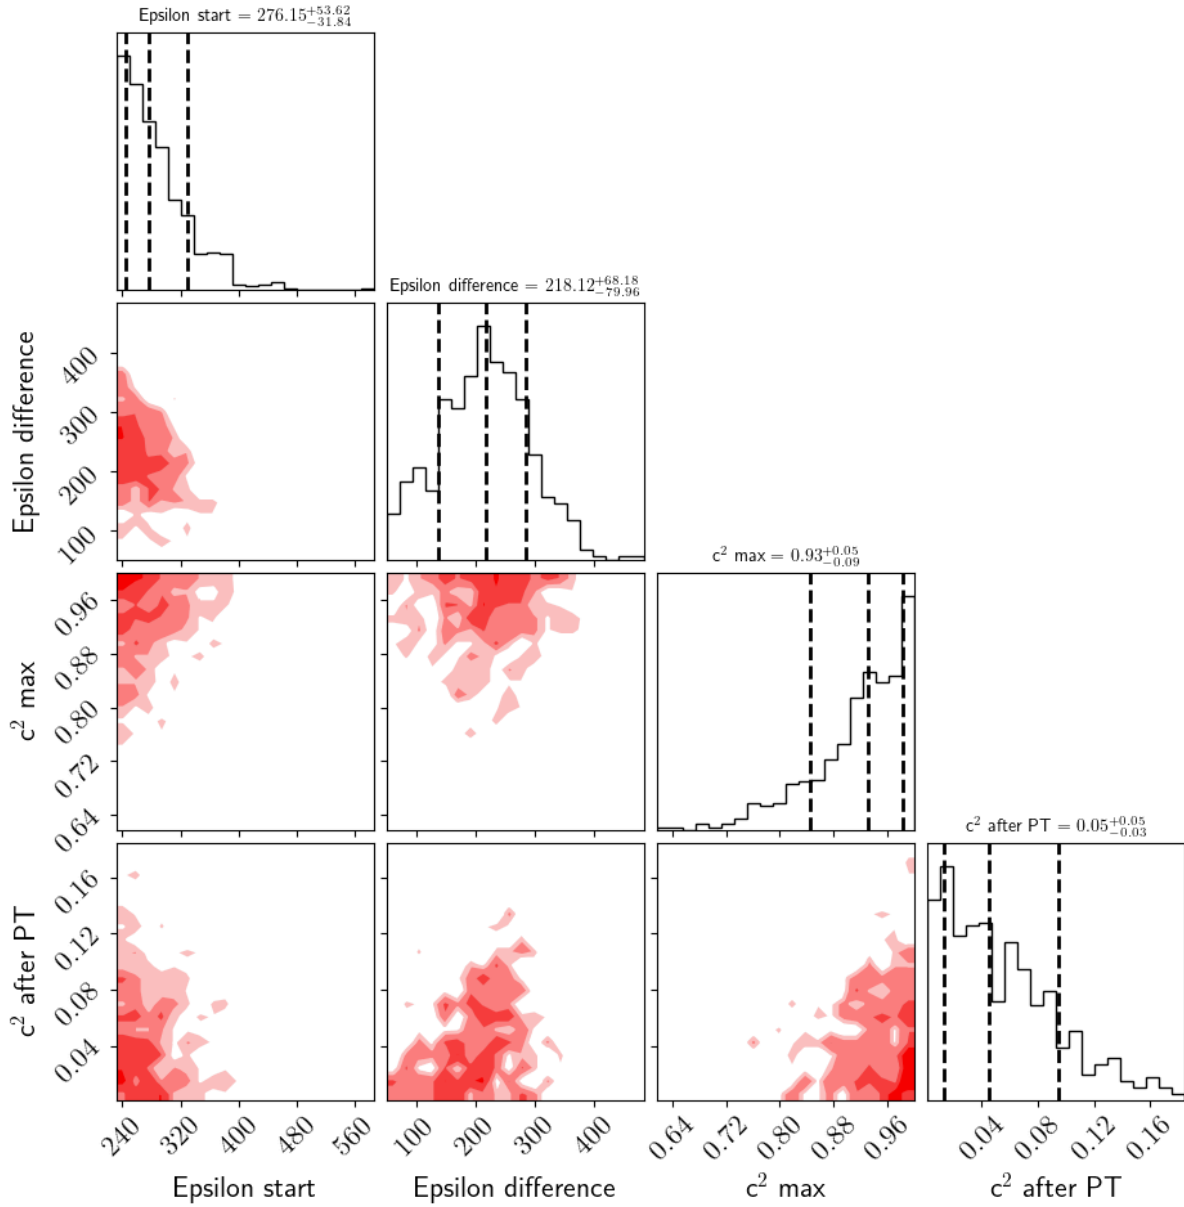 Epsilon start = 276.15$^{+53.62}_{-31.84}$
Epsilon difference = 218.12$^{+68.18}_{-79.96}$
400
300
200
100
Epsilon difference
c² max = 0.93$^{+0.05}_{-0.09}$
0.96
0.88
0.80
0.72
0.64
c² max
c² after PT = 0.05$^{+0.05}_{-0.03}$
0.16
0.12
0.08
0.04
c² after PT
240 320 400 480 560
100 200 300 400
0.64 0.72 0.80 0.88 0.96
0.04 0.08 0.12 0.16
Epsilon start
Epsilon difference
c² max
c² after PT